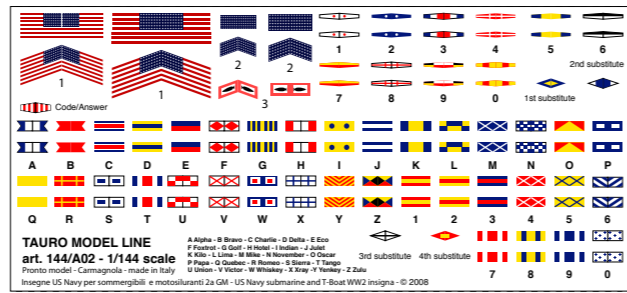 1 2 3 4 5 6
2 2 2nd substitute
1 1 3 7 8 9 0 1st substitute
Code/Answer
A B C D E F G H I J K L M N O P
Q R S T U V W X Y Z 1 2 3 4 5 6
TAURO MODEL LINE
art. 144/A02 - 1/144 scale
Pronto model - Carmagnola - made in Italy
Insegne US Navy per sommergibili e motosiluranti 2a GM - US Navy submarine and T-Boat WW2 insigna - © 2008
A Alpha - B Bravo - C Charlie - D Delta - E Eco
F Foxtrot - G Golf - H Hotel - I Indian - J Julet
K Kilo - L Lima - M Mike - N November - O Oscar
P Papa - Q Quebec - R Romeo - S Sierra - T Tango
U Union - V Victor - W Whiskey - X Xray - Y Yenkey - Z Zulu
3rd substitute 4th substitute
7 8 9 0